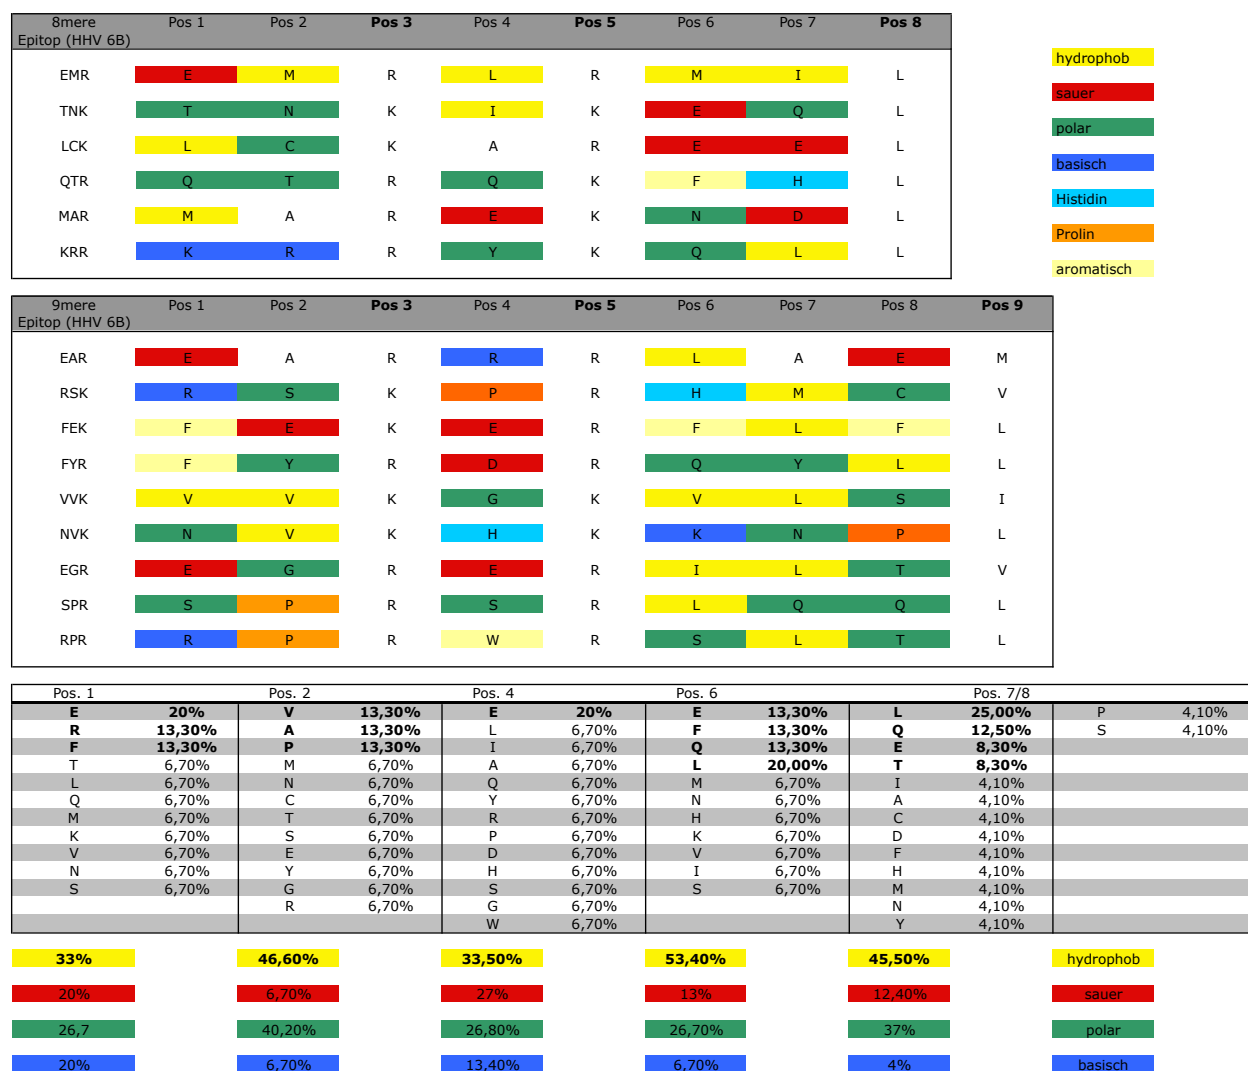 8mere Pos 1 Pos 2 Pos 3 Pos 4 Pos 5 Pos 6 Pos 7 Pos 8
Epitop (HHV 6B)
EMR E M R L R M I L
TNK T N K I K E Q L
LCK L C K A R E E L
QTR Q T R Q K F H L
MAR M A R E K N D L
KRR K R R Y K Q L L
hydrophob
sauer
polar
basisch
Histidin
Prolin
aromatisch
9mere Pos 1 Pos 2 Pos 3 Pos 4 Pos 5 Pos 6 Pos 7 Pos 8 Pos 9
Epitop (HHV 6B)
EAR E A R R R L A E M
RSK R S K P R H M C V
FEK F E K E R F L F L
FYR F Y R D R Q Y L L
VVK V V K G K V L S I
NVK N V K H K K N P L
EGR E G R E R I L T V
SPR S P R S R L Q Q L
RPR R P R W R S L T L
Pos. 1 Pos. 2 Pos. 4 Pos. 6 Pos. 7/8
E 20% V 13,30% E 20% E 13,30% L 25,00% P 4,10%
R 13,30% A 13,30% L 6,70% F 13,30% Q 12,50% S 4,10%
F 13,30% P 13,30% I 6,70% Q 13,30% E 8,30%
T 6,70% M 6,70% A 6,70% L 20,00% T 8,30%
L 6,70% N 6,70% Q 6,70% M 6,70% I 4,10%
Q 6,70% C 6,70% Y 6,70% N 6,70% A 4,10%
M 6,70% T 6,70% R 6,70% H 6,70% C 4,10%
K 6,70% S 6,70% P 6,70% K 6,70% D 4,10%
V 6,70% E 6,70% D 6,70% V 6,70% F 4,10%
N 6,70% Y 6,70% H 6,70% I 6,70% H 4,10%
S 6,70% G 6,70% S 6,70% S 6,70% M 4,10%
R 6,70% G 6,70% N 4,10%
W 6,70% Y 4,10%
33% 46,60% 33,50% 53,40% 45,50% hydrophob
20% 6,70% 27% 13% 12,40% sauer
26,7 40,20% 26,80% 26,70% 37% polar
20% 6,70% 13,40% 6,70% 4% basisch